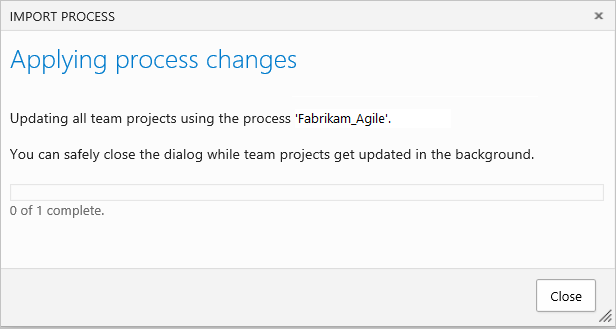 IMPORT PROCESS
Applying process changes
Updating all team projects using the process 'Fabrikam_Agile'.
You can safely close the dialog while team projects get updated in the background.
0 of 1 complete.
Close